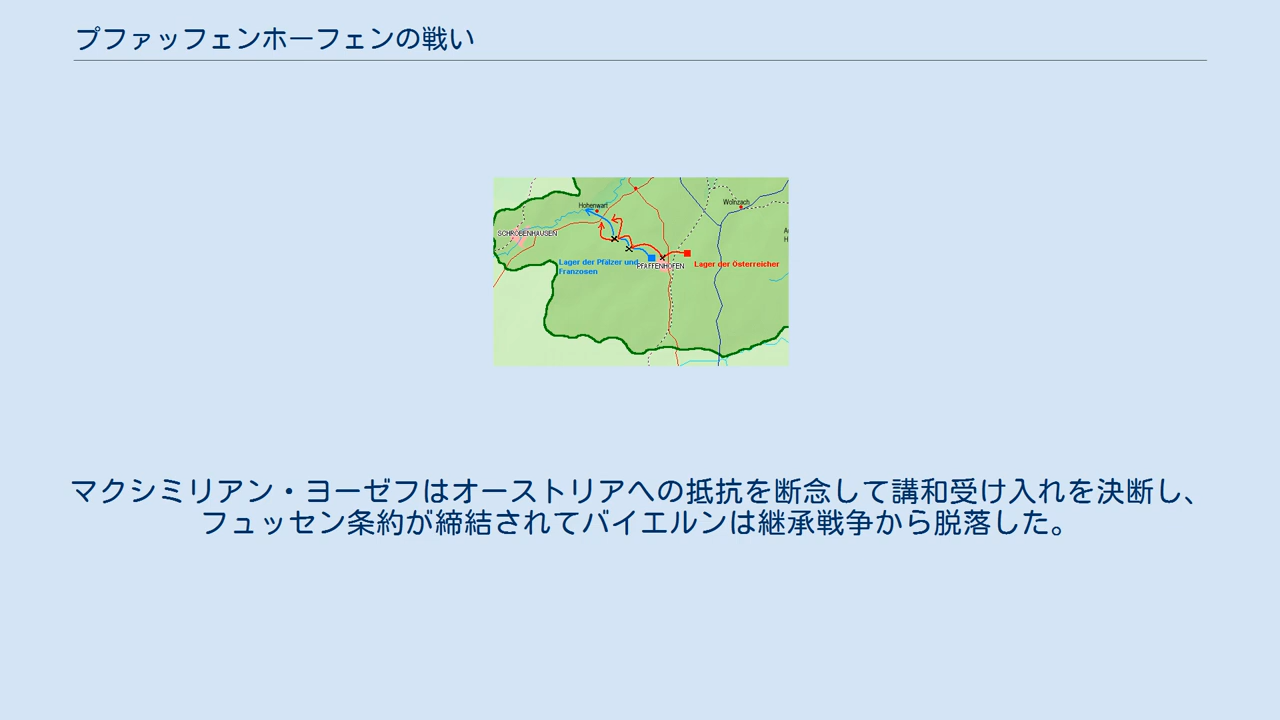 プファッフェンホーフェンの戦い
Hohenwart
Wolnzach
SCHROBENHAUSEN
Lager der Pfälzer und
Franzosen
PFAFFENHOFEN
Lager der Österreicher
マクシミリアン・ヨーゼフはオーストリアへの抵抗を断念して講和受け入れを決断し、
フュッセン条約が締結されてバイエルンは継承戦争から脱落した。